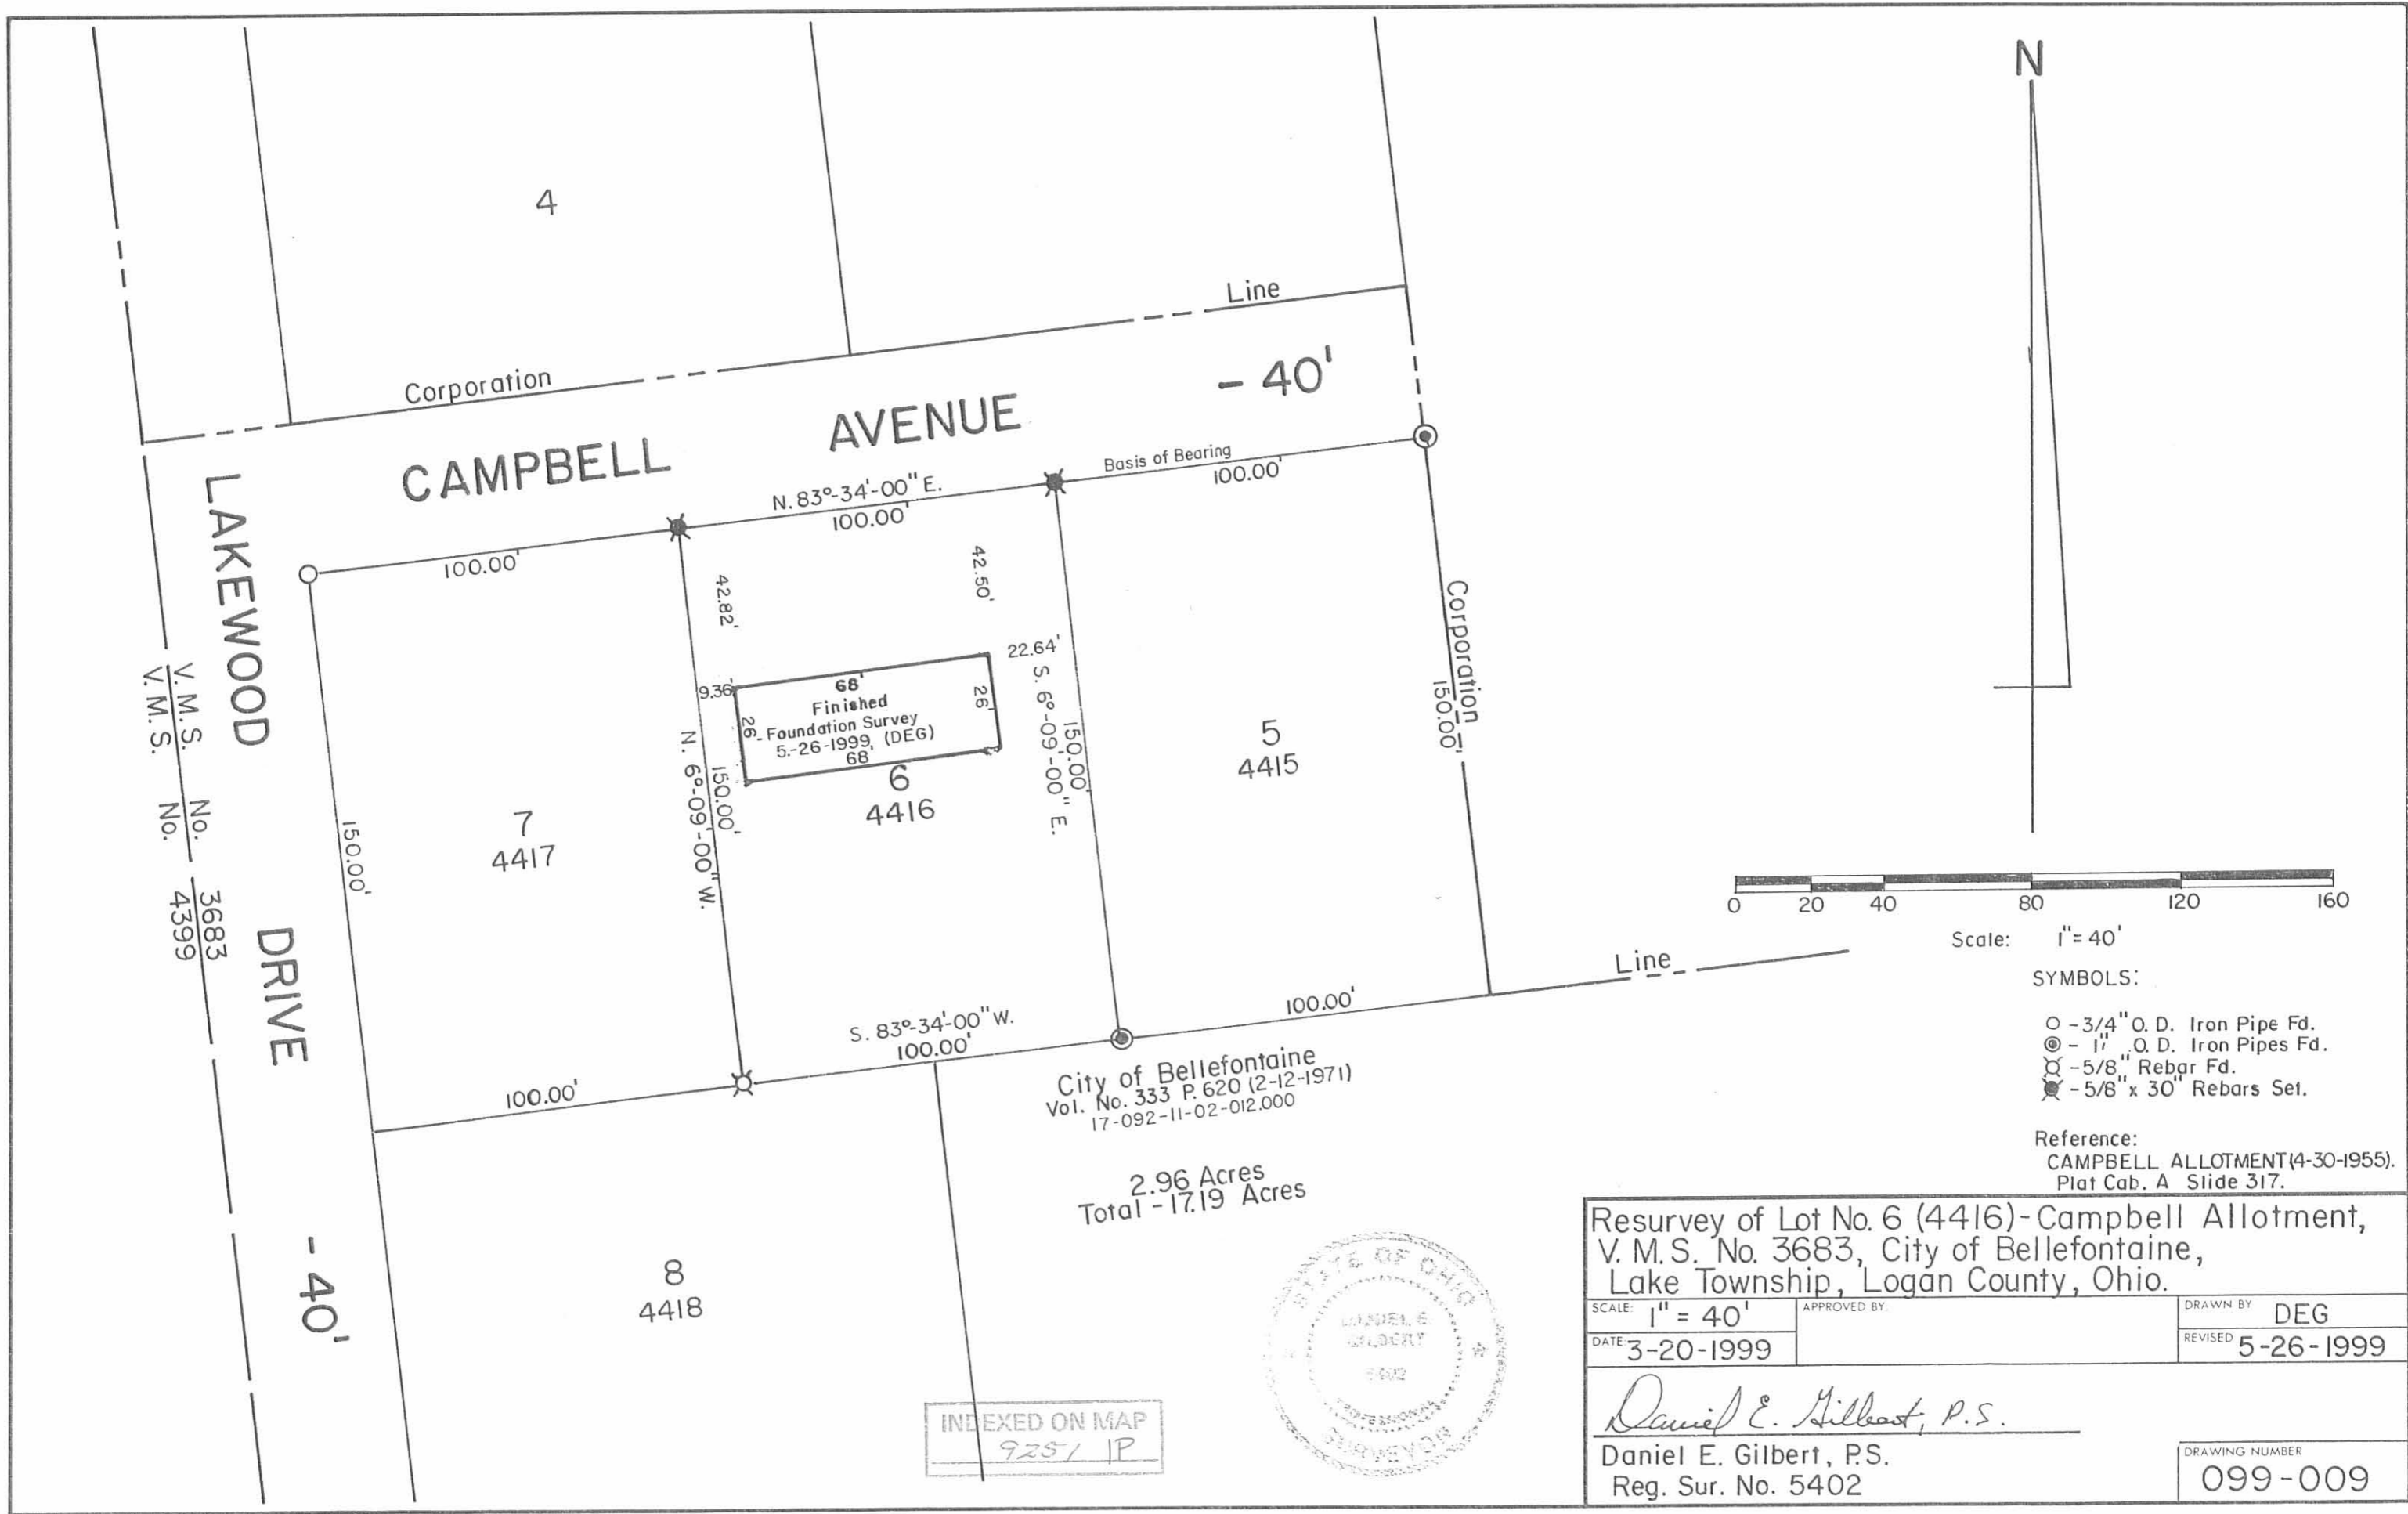 N
4
Line
Corporation
- 40'
CAMPBELL AVENUE
Basis of Bearing
100.00'
N. 83°-34'-00" E.
100.00'
100.00'
LAKEWOOD DRIVE - 40'
V. M. S. No. 3683
V. M. S. No. 4399
42.82'
42.50'
22.64'
9.36'
68'
Finished
Foundation Survey
5-26-1999, (DEG)
68'
26'
26'
6
4416
N. 6°-09'-00" W.
150.00'
S. 6°-09'-00" E.
150.00'
5
4415
Corporation
150.00'
7
4417
150.00'
Line
100.00'
S. 83°-34'-00" W.
100.00'
100.00'
City of Bellefontaine
Vol. No. 333 P. 620 (2-12-1971)
17-092-11-02-012.000
2.96 Acres
Total - 17.19 Acres
8
4418
0 20 40 80 120 160
Scale: 1" = 40'
SYMBOLS:
- 3/4" O. D. Iron Pipe Fd.
- 1" O. D. Iron Pipes Fd.
- 5/8" Rebar Fd.
- 5/8" x 30" Rebars Set.
Reference:
CAMPBELL ALLOTMENT (4-30-1955).
Plat Cab. A Slide 317.
STATE OF OHIO
DANIEL E.
GILBERT
5402
SURVEYOR
INDEXED ON MAP
9251 IP
Resurvey of Lot No. 6 (4416) - Campbell Allotment,
V. M. S. No. 3683, City of Bellefontaine,
Lake Township, Logan County, Ohio.
SCALE: 1" = 40'
APPROVED BY:
DRAWN BY DEG
DATE: 3-20-1999
REVISED 5-26-1999
Daniel E. Gilbert, P.S.
Daniel E. Gilbert, P.S.
Reg. Sur. No. 5402
DRAWING NUMBER
099-009